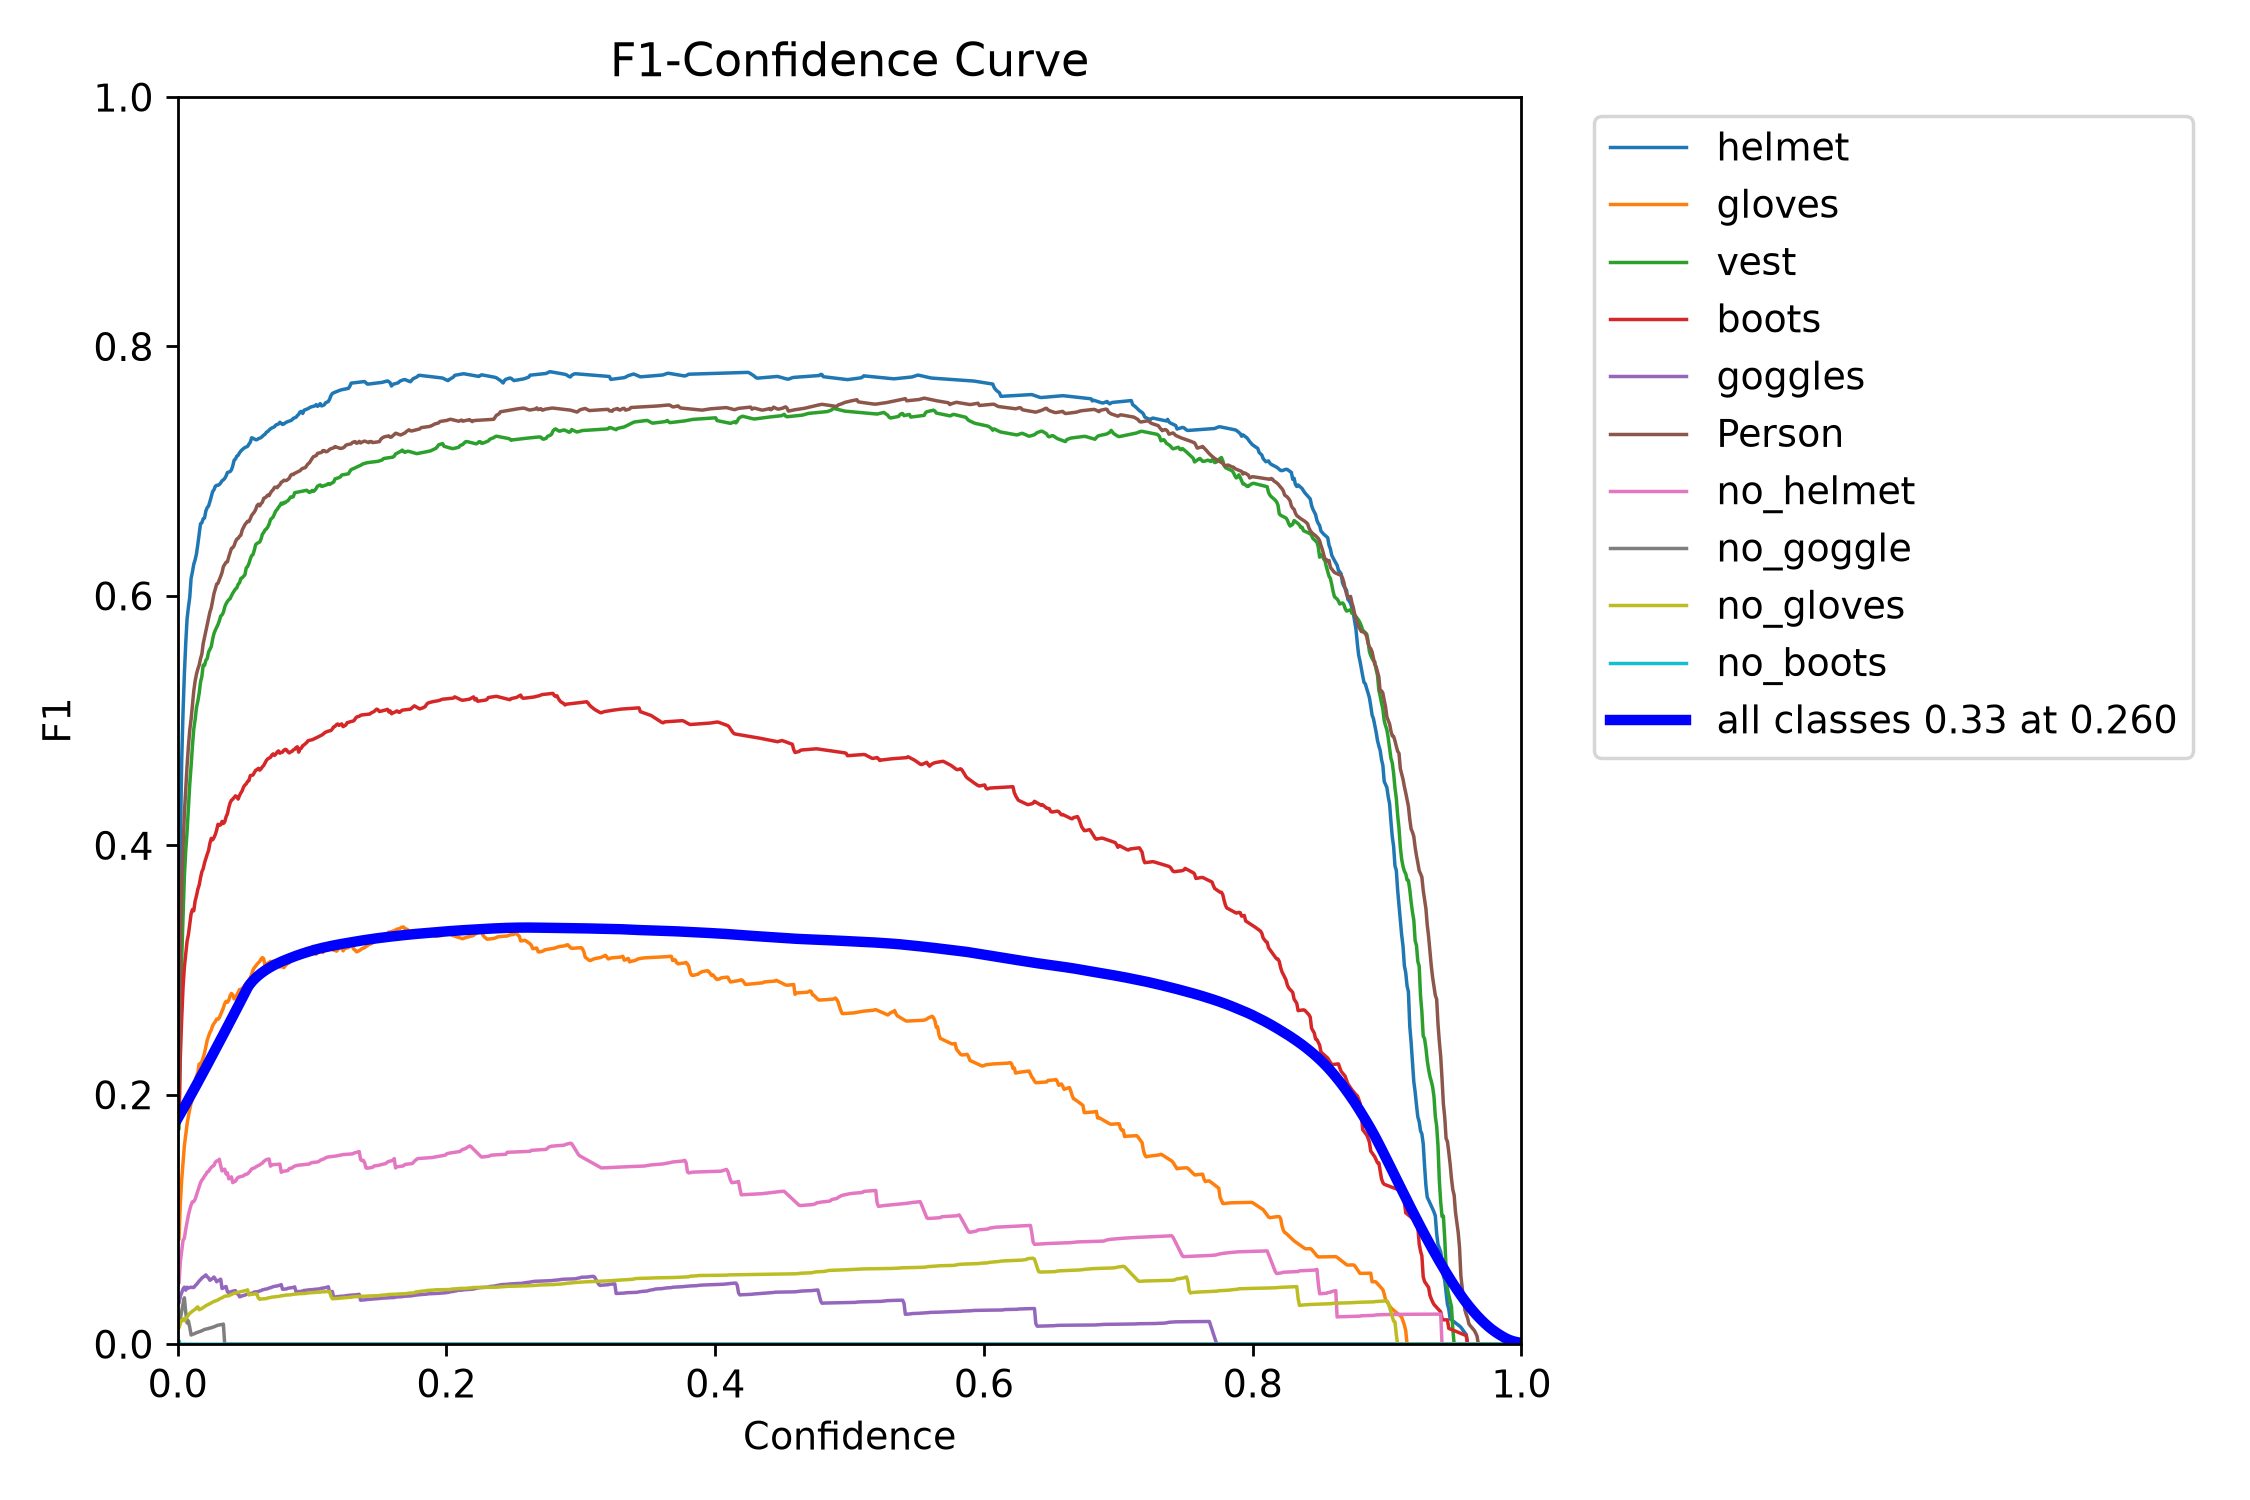 F1-Confidence Curve
1.0
0.8
0.6
0.4
0.2
0.0
F1
0.0 0.2 0.4 0.6 0.8 1.0
Confidence
helmet
gloves
vest
boots
goggles
Person
no_helmet
no_goggle
no_gloves
no_boots
all classes 0.33 at 0.260